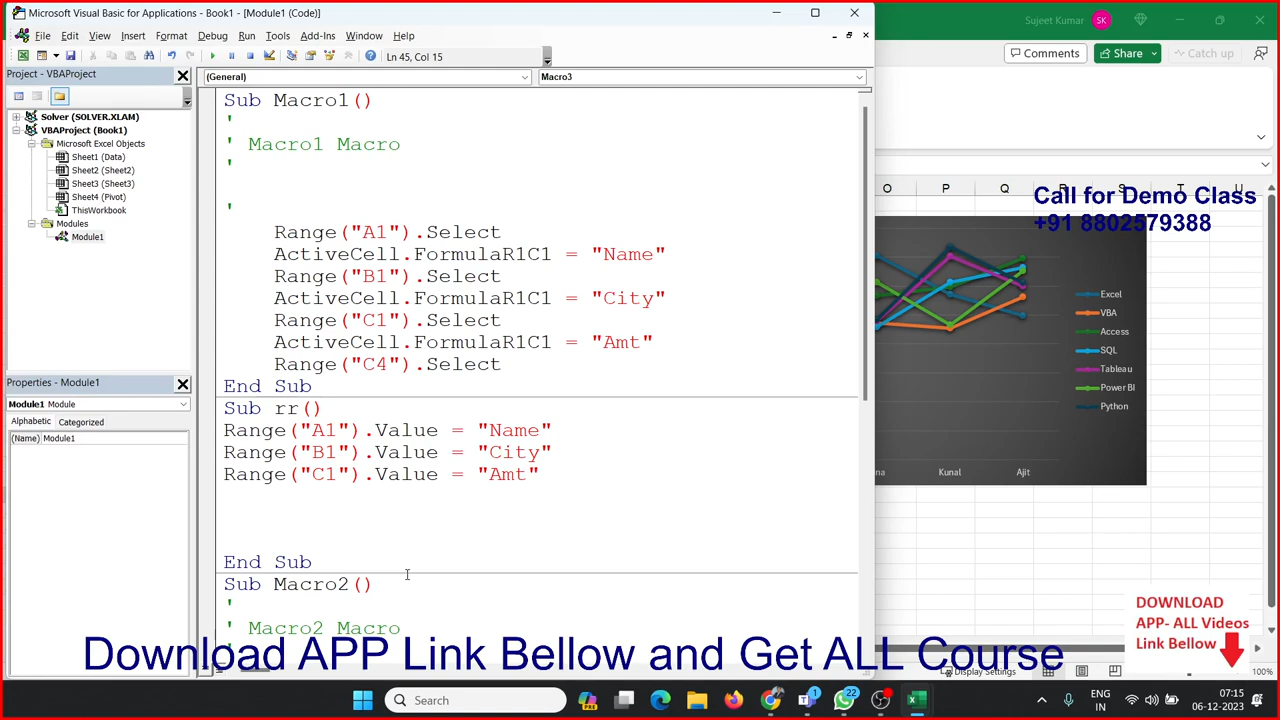 Microsoft Visual Basic for Applications - Book1 - [Module1 (Code)]
Sujeet Kumar SK
File Edit View Insert Format Debug Run Tools Add-Ins Window Help
Comments Share Catch up
Ln 45, Col 15
Project - VBAProject
(General) Macro3
Solver (SOLVER.XLAM)
VBAProject (Book1)
Microsoft Excel Objects
Sheet1 (Data)
Sheet2 (Sheet2)
Sheet3 (Sheet3)
Sheet4 (Pivot)
ThisWorkbook
Modules
Module1
Properties - Module1
Module1 Module
Alphabetic Categorized
(Name) Module1
Sub Macro1()
'
' Macro1 Macro
'
'
Range("A1").Select
ActiveCell.FormulaR1C1 = "Name"
Range("B1").Select
ActiveCell.FormulaR1C1 = "City"
Range("C1").Select
ActiveCell.FormulaR1C1 = "Amt"
Range("C4").Select
End Sub
Sub rr()
Range("A1").Value = "Name"
Range("B1").Value = "City"
Range("C1").Value = "Amt"
End Sub
Sub Macro2()
'
' Macro2 Macro
'
O P Q R S T U
Call for Demo Class
+91 8802579388
Excel
VBA
Access
SQL
Tableau
Power BI
Python
Kunal Ajit
DOWNLOAD
APP- ALL Videos
Link Bellow
Download APP Link Bellow and Get ALL Course
Display Settings 100%
Search
PRE
1
22
ENG
IN
07:15
06-12-2023